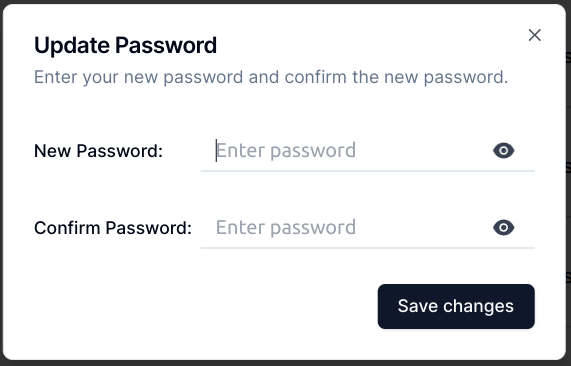 Update Password
Enter your new password and confirm the new password.
New Password:
Enter password
Confirm Password:
Enter password
Save changes